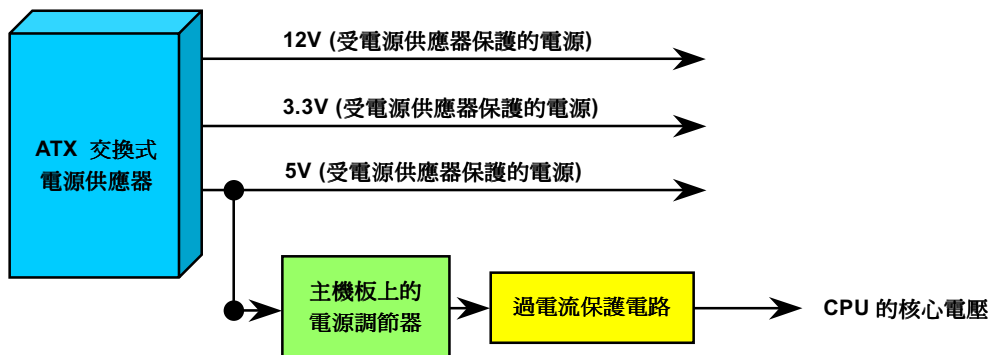 12V (受電源供應器保護的電源)
3.3V (受電源供應器保護的電源)
ATX 交換式
電源供應器
5V (受電源供應器保護的電源)
主機板上的
電源調節器
過電流保護電路
CPU 的核心電壓